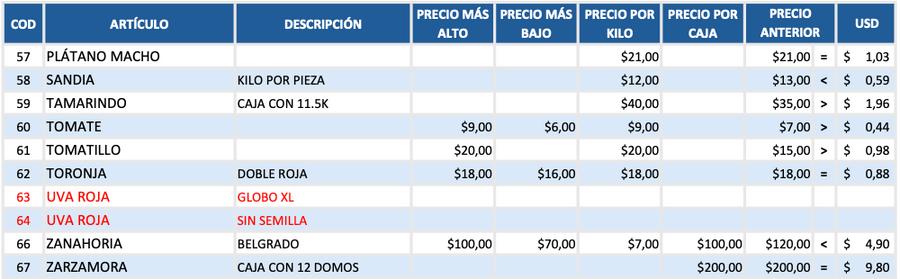 COD ARTÍCULO DESCRIPCIÓN PRECIO MÁS ALTO PRECIO MÁS BAJO PRECIO POR KILO PRECIO POR CAJA PRECIO ANTERIOR USD
57 PLÁTANO MACHO $21,00 $21,00 = $ 1,03
58 SANDIA KILO POR PIEZA $12,00 $13,00 < $ 0,59
59 TAMARINDO CAJA CON 11.5K $40,00 $35,00 > $ 1,96
60 TOMATE $9,00 $6,00 $9,00 $7,00 > $ 0,44
61 TOMATILLO $20,00 $20,00 $15,00 > $ 0,98
62 TORONJA DOBLE ROJA $18,00 $16,00 $18,00 $18,00 = $ 0,88
63 UVA ROJA GLOBO XL
64 UVA ROJA SIN SEMILLA
66 ZANAHORIA BELGRADO $100,00 $70,00 $7,00 $100,00 $120,00 < $ 4,90
67 ZARZAMORA CAJA CON 12 DOMOS $200,00 $200,00 = $ 9,80